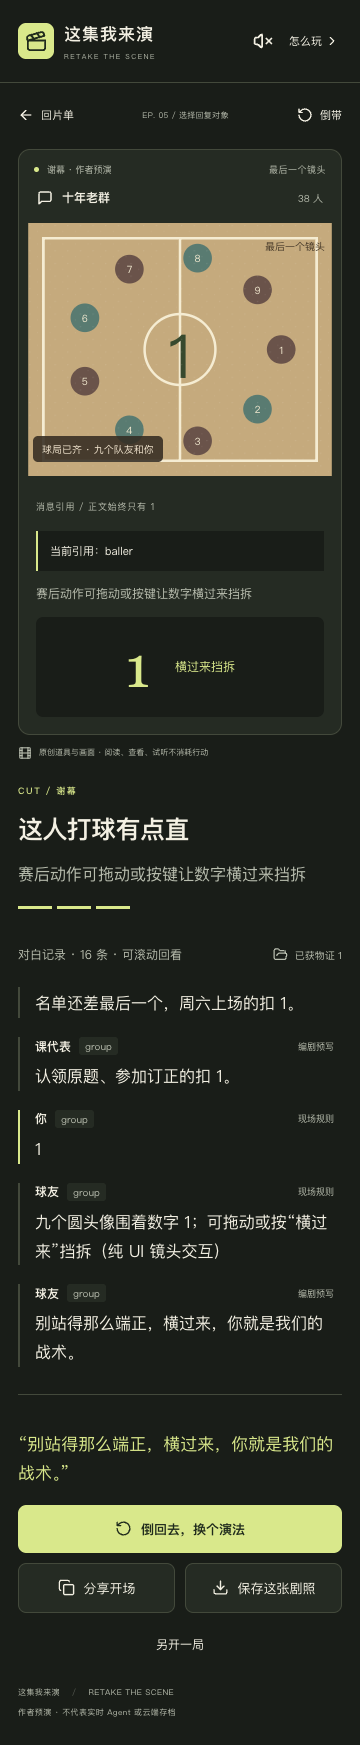 这集我来演
RETAKE THE SCENE
怎么玩
回片单
EP. 05 / 选择回复对象
倒带
谢幕 · 作者预演
最后一个镜头
十年老群
38 人
最后一个镜头
8
7
9
6
1
1
5
2
4
3
球局已齐 · 九个队友和你
消息引用 / 正文始终只有 1
当前引用：baller
赛后动作可拖动或按键让数字横过来挡拆
1
横过来挡拆
原创道具与画面 · 阅读、查看、试听不消耗行动
CUT / 谢幕
这人打球有点直
赛后动作可拖动或按键让数字横过来挡拆
对白记录 · 16 条 · 可滚动回看
已获物证 1
名单还差最后一个，周六上场的扣 1。
课代表
group
编剧预写
认领原题、参加订正的扣 1。
你
group
现场规则
1
球友
group
现场规则
九个圆头像围着数字 1；可拖动或按“横过
来”挡拆（纯 UI 镜头交互）
球友
group
编剧预写
别站得那么端正，横过来，你就是我们的
战术。
“别站得那么端正，横过来，你就是我们的
战术。”
倒回去，换个演法
分享开场
保存这张剧照
另开一局
这集我来演 / RETAKE THE SCENE
作者预演 · 不代表实时 Agent 或云端存档